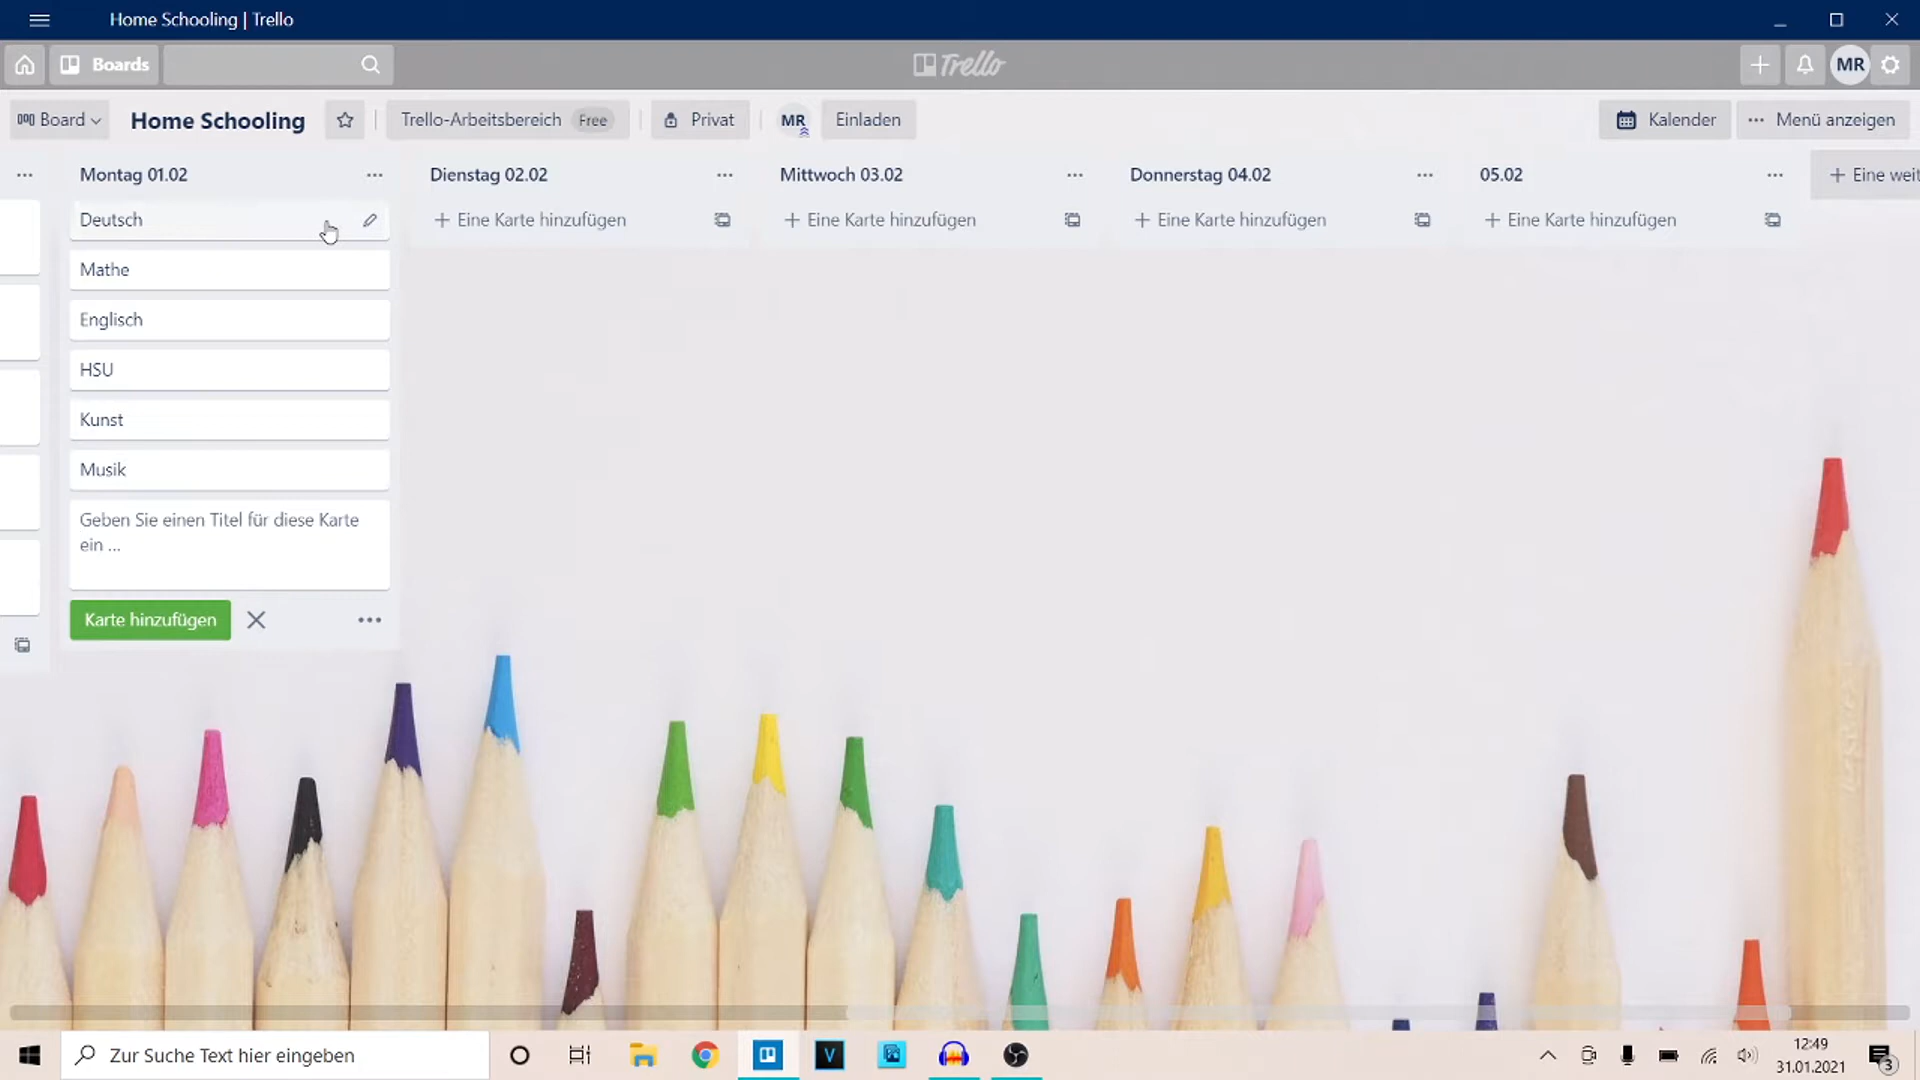 Home Schooling | Trello
Boards
Trello
MR
Board
Home Schooling
Trello-Arbeitsbereich Free
Privat
MR
Einladen
Kalender
Menü anzeigen
Montag 01.02
Deutsch
Mathe
Englisch
HSU
Kunst
Musik
Geben Sie einen Titel für diese Karte
ein ...
Karte hinzufügen
Dienstag 02.02
Eine Karte hinzufügen
Mittwoch 03.02
Eine Karte hinzufügen
Donnerstag 04.02
Eine Karte hinzufügen
05.02
Eine Karte hinzufügen
Eine weit
Zur Suche Text hier eingeben
V
12:49
31.01.2021
3